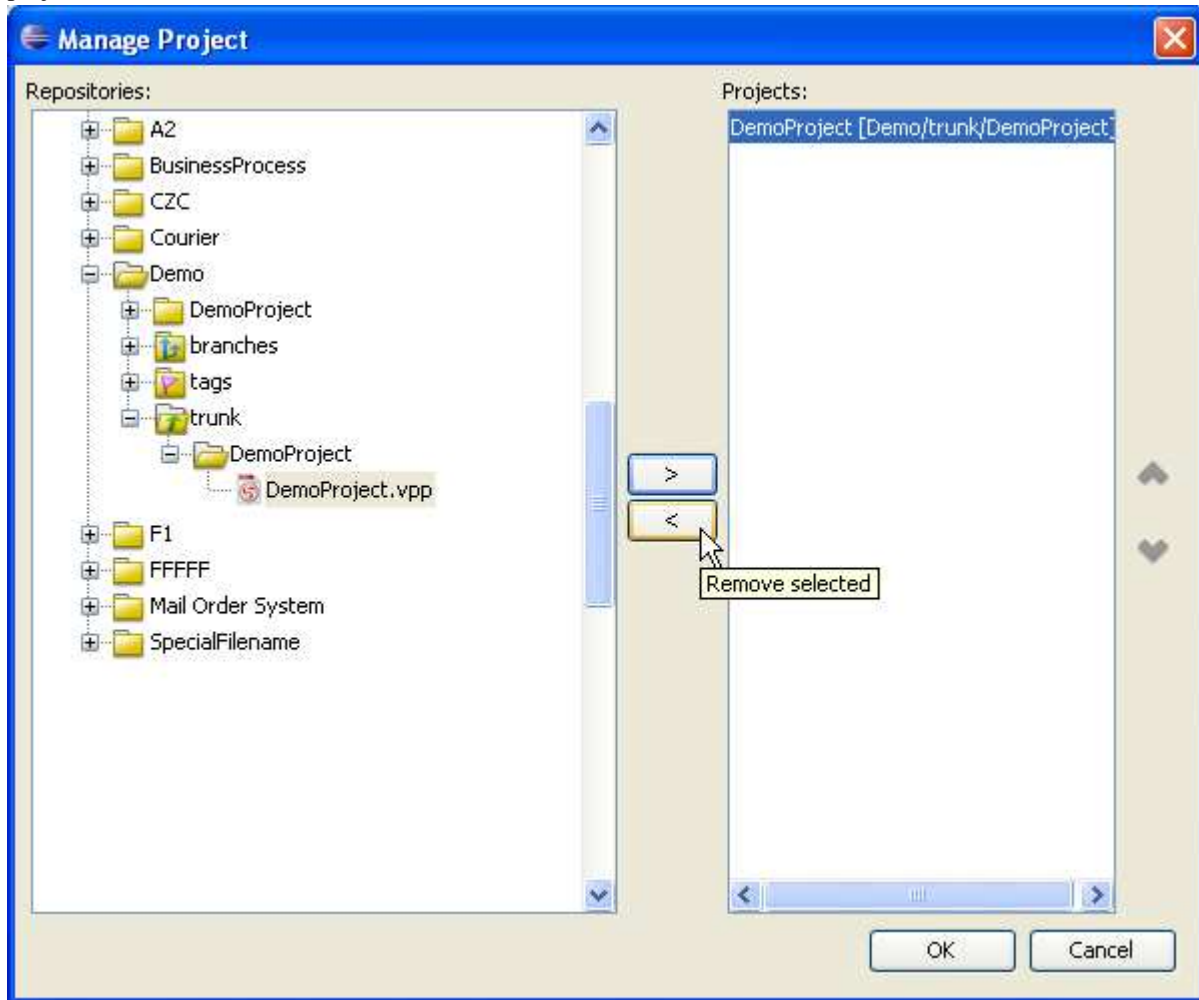 Manage Project
Repositories:
A2
BusinessProcess
CZC
Courier
Demo
DemoProject
branches
tags
trunk
DemoProject
DemoProject.vpp
F1
FFFFF
Mail Order System
SpecialFilename
>
<
Remove selected
Projects:
DemoProject [Demo/trunk/DemoProject]
OK
Cancel